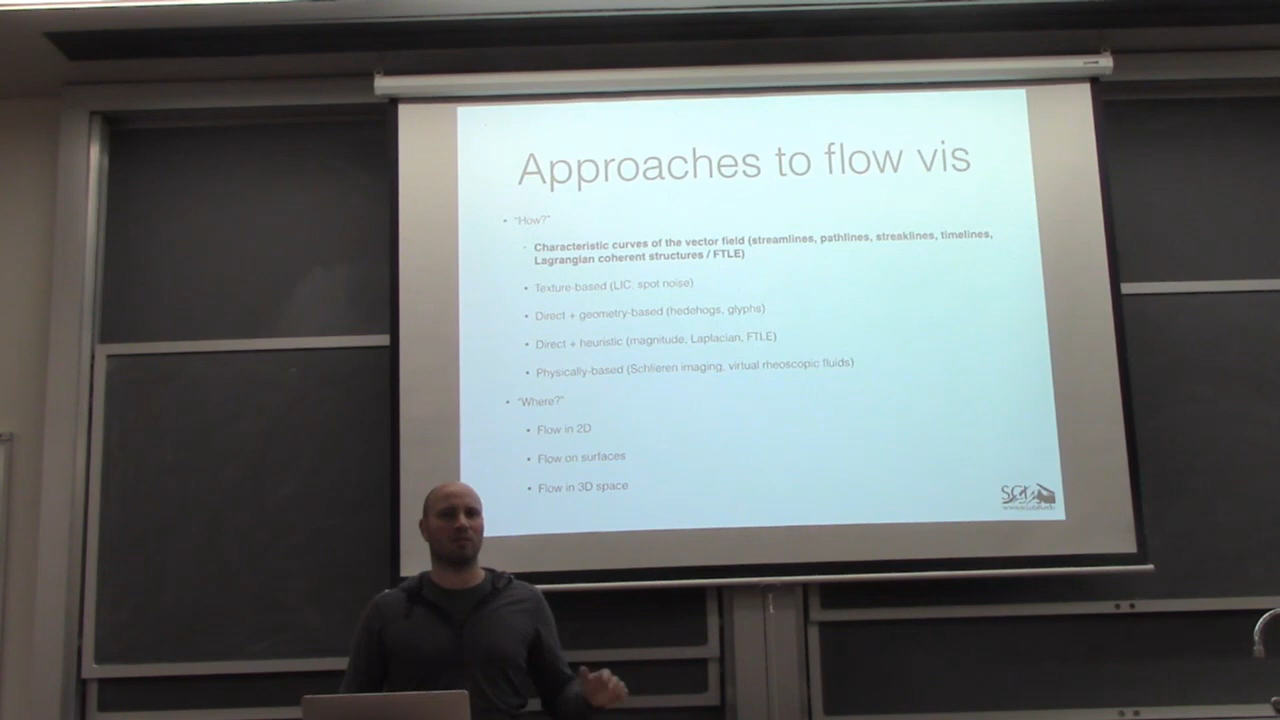 Approaches to flow vis
• "How?"
- Characteristic curves of the vector field (streamlines, pathlines, streaklines, timelines,
Lagrangian coherent structures / FTLE)
• Texture-based (LIC, spot noise)
• Direct + geometry-based (hedehogs, glyphs)
• Direct + heuristic (magnitude, Laplacian, FTLE)
• Physically-based (Schlieren imaging, virtual rheoscopic fluids)
• "Where?"
• Flow in 2D
• Flow on surfaces
• Flow in 3D space
SCI